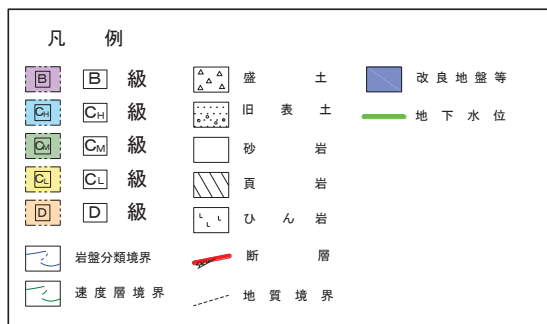 凡例
B B 級 盛土 改良地盤等
CH CH 級 旧表土 地下水位
CM CM 級 砂岩
CL CL 級 頁岩
D D 級 ひん岩
岩盤分類境界 断層
速度層境界 地質境界